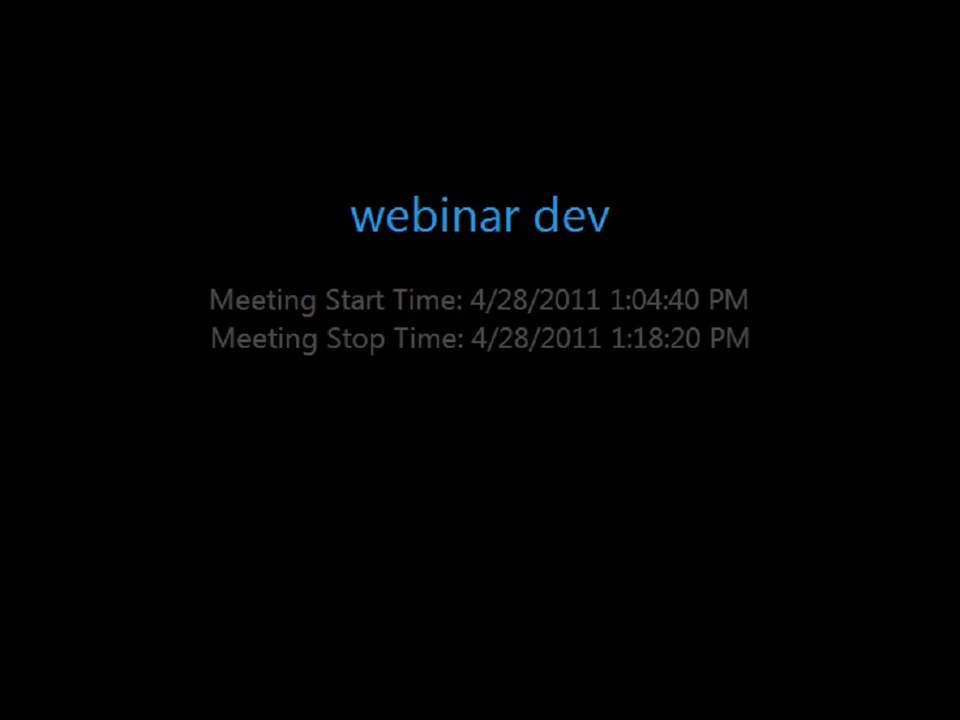 webinar dev
Meeting Start Time: 4/28/2011 1:04:40 PM
Meeting Stop Time: 4/28/2011 1:18:20 PM